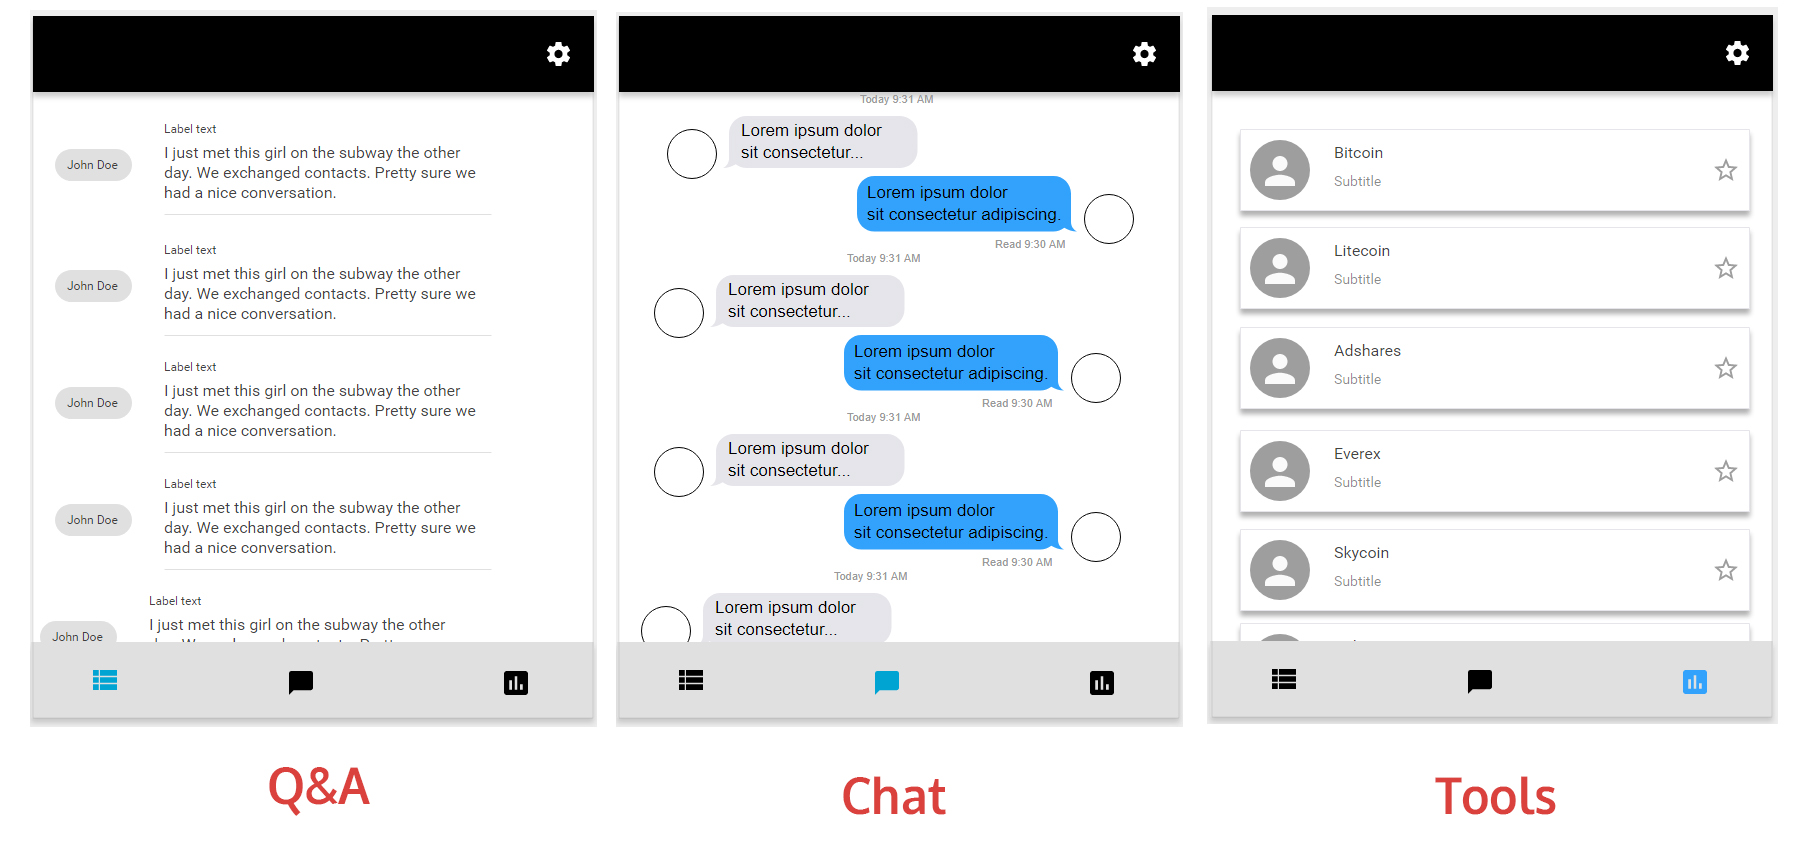 Label text
John Doe
I just met this girl on the subway the other
day. We exchanged contacts. Pretty sure we
had a nice conversation.
Label text
John Doe
I just met this girl on the subway the other
day. We exchanged contacts. Pretty sure we
had a nice conversation.
Label text
John Doe
I just met this girl on the subway the other
day. We exchanged contacts. Pretty sure we
had a nice conversation.
Label text
John Doe
I just met this girl on the subway the other
day. We exchanged contacts. Pretty sure we
had a nice conversation.
Label text
John Doe
I just met this girl on the subway the other
Q&A
Today 9:31 AM
Lorem ipsum dolor
sit consectetur...
Lorem ipsum dolor
sit consectetur adipiscing.
Read 9:30 AM
Today 9:31 AM
Lorem ipsum dolor
sit consectetur...
Lorem ipsum dolor
sit consectetur adipiscing.
Read 9:30 AM
Today 9:31 AM
Lorem ipsum dolor
sit consectetur...
Lorem ipsum dolor
sit consectetur adipiscing.
Read 9:30 AM
Today 9:31 AM
Lorem ipsum dolor
sit consectetur...
Chat
Bitcoin
Subtitle
Litecoin
Subtitle
Adshares
Subtitle
Everex
Subtitle
Skycoin
Subtitle
Tools